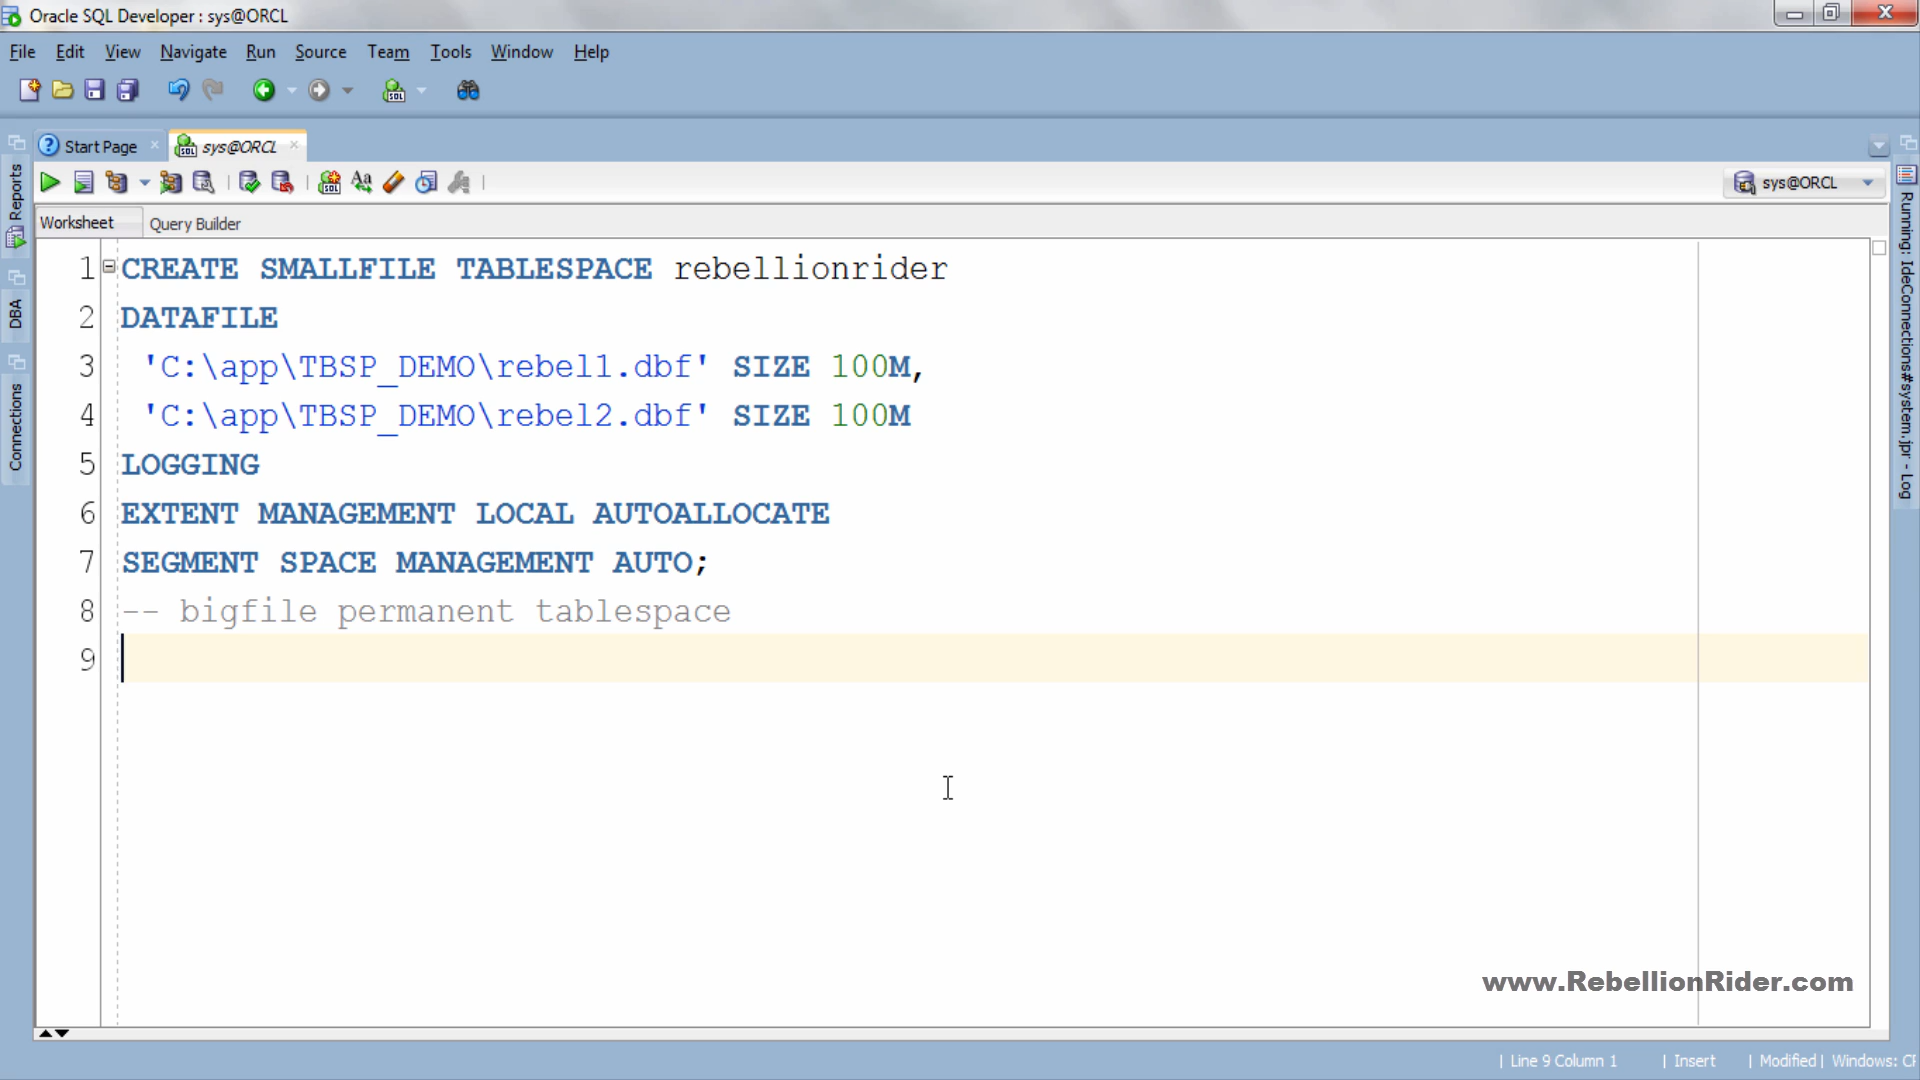 Oracle SQL Developer : sys@ORCL
File Edit View Navigate Run Source Team Tools Window Help
Start Page
sys@ORCL
sys@ORCL
Worksheet
Query Builder
Reports
DBA
Connections
1 CREATE SMALLFILE TABLESPACE rebellionrider
2 DATAFILE
3 'C:\app\TBSP_DEMO\rebel1.dbf' SIZE 100M,
4 'C:\app\TBSP_DEMO\rebel2.dbf' SIZE 100M
5 LOGGING
6 EXTENT MANAGEMENT LOCAL AUTOALLOCATE
7 SEGMENT SPACE MANAGEMENT AUTO;
8 -- bigfile permanent tablespace
9
Running: IdeConnections#system.jpr - Log
www.RebellionRider.com
| Line 9 Column 1 | Insert | Modified | Windows: CF